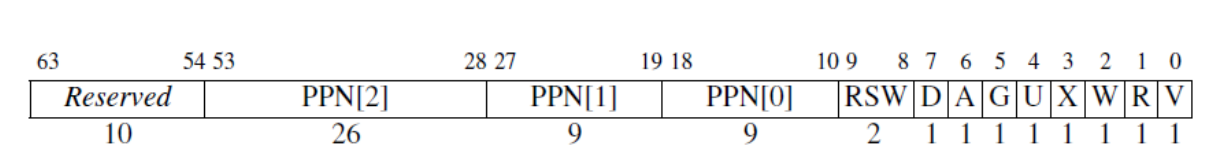 63 54 53 28 27 19 18 10 9 8 7 6 5 4 3 2 1 0
Reserved PPN[2] PPN[1] PPN[0] RSW D A G U X W R V
10 26 9 9 2 1 1 1 1 1 1 1 1